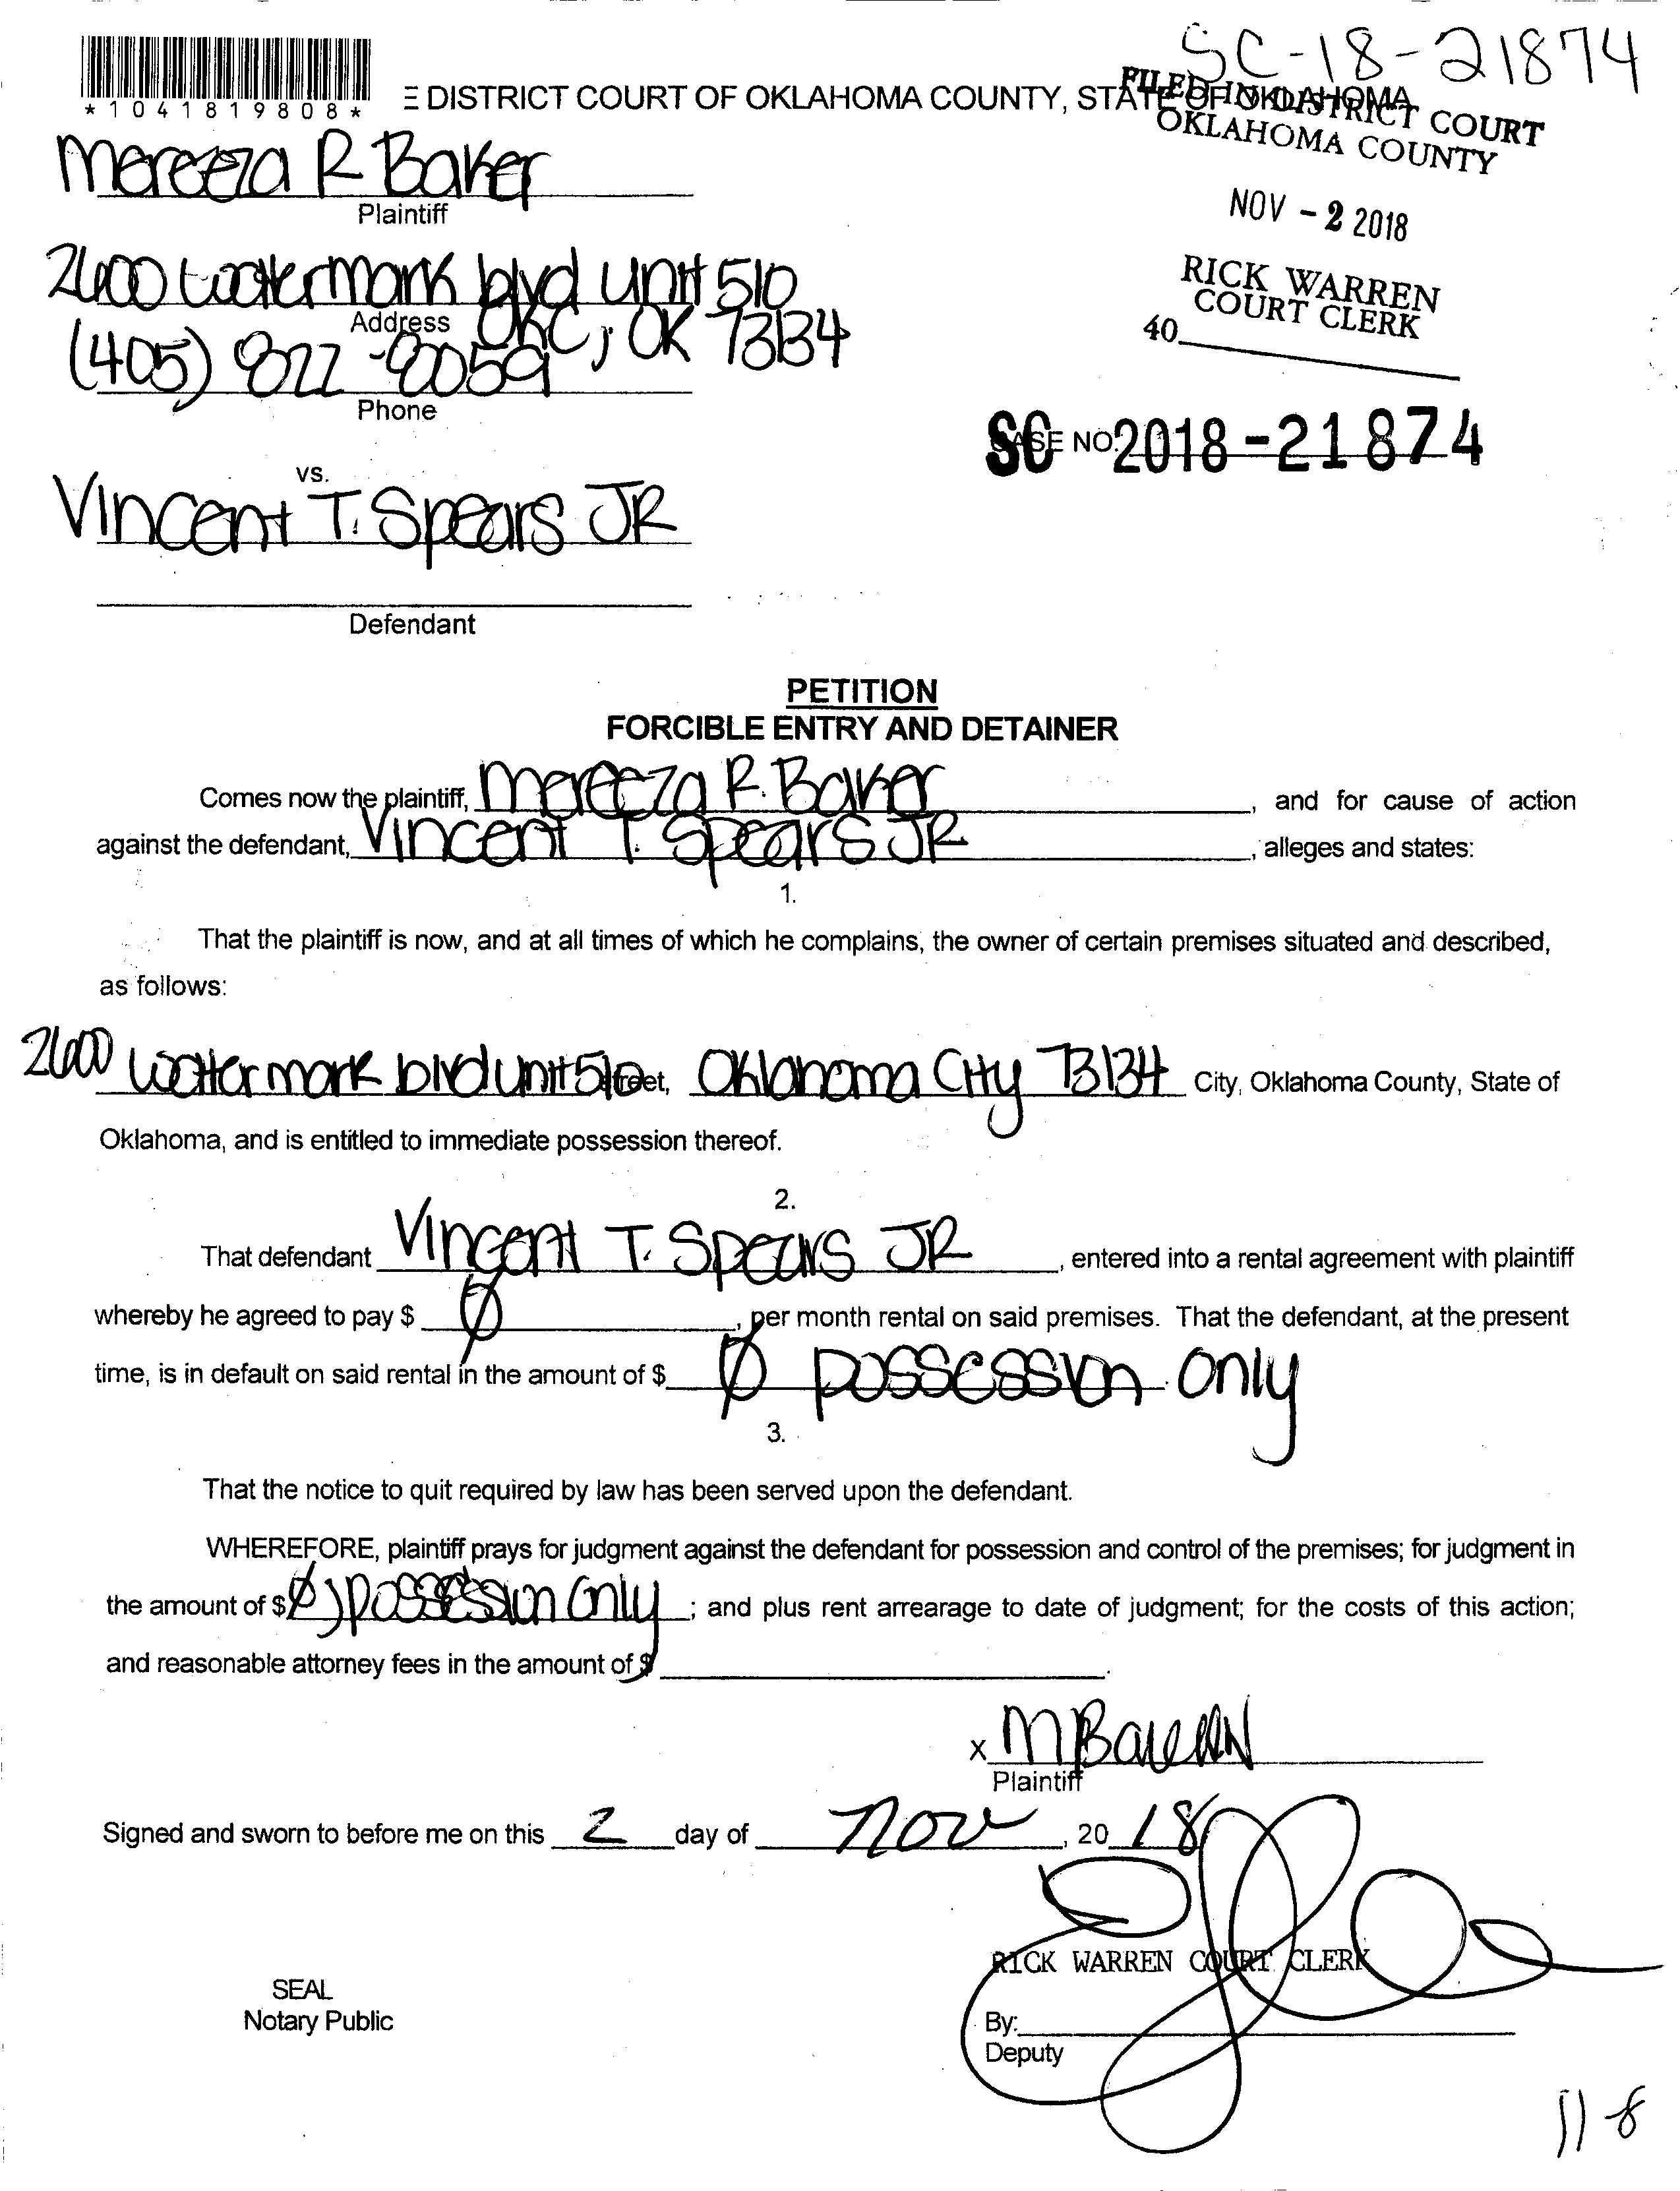 SC-18-21874
*1041819808*
E DISTRICT COURT OF OKLAHOMA COUNTY, STATE OF OKLAHOMA
FILED IN DISTRICT COURT
OKLAHOMA COUNTY
Mereeza R Baker
Plaintiff
NOV - 2 2018
2600 Watermark blvd unit 510
Address
OKC, OK 73134
RICK WARREN
COURT CLERK
40
(405) 822-8059
Phone
SC CASE NO. 2018-21874
vs.
Vincent T. Spears JR
Defendant
PETITION
FORCIBLE ENTRY AND DETAINER
Comes now the plaintiff, Mereeza R. Baker, and for cause of action
against the defendant, Vincent T. Spears JR, alleges and states:
1.
That the plaintiff is now, and at all times of which he complains, the owner of certain premises situated and described,
as follows:
2600 Watermark blvd unit 510 Street, Oklahoma City 73134 City, Oklahoma County, State of
Oklahoma, and is entitled to immediate possession thereof.
2.
That defendant Vincent T. Spears JR, entered into a rental agreement with plaintiff
whereby he agreed to pay $ Ø, per month rental on said premises. That the defendant, at the present
time, is in default on said rental in the amount of $ Ø possession only
3.
That the notice to quit required by law has been served upon the defendant.
WHEREFORE, plaintiff prays for judgment against the defendant for possession and control of the premises; for judgment in
the amount of $ Ø, possession only; and plus rent arrearage to date of judgment; for the costs of this action;
and reasonable attorney fees in the amount of $ .
x MBaker
Plaintiff
Signed and sworn to before me on this 2 day of Nov, 20 18
RICK WARREN COURT CLERK
SEAL
Notary Public
By:
Deputy
11-8